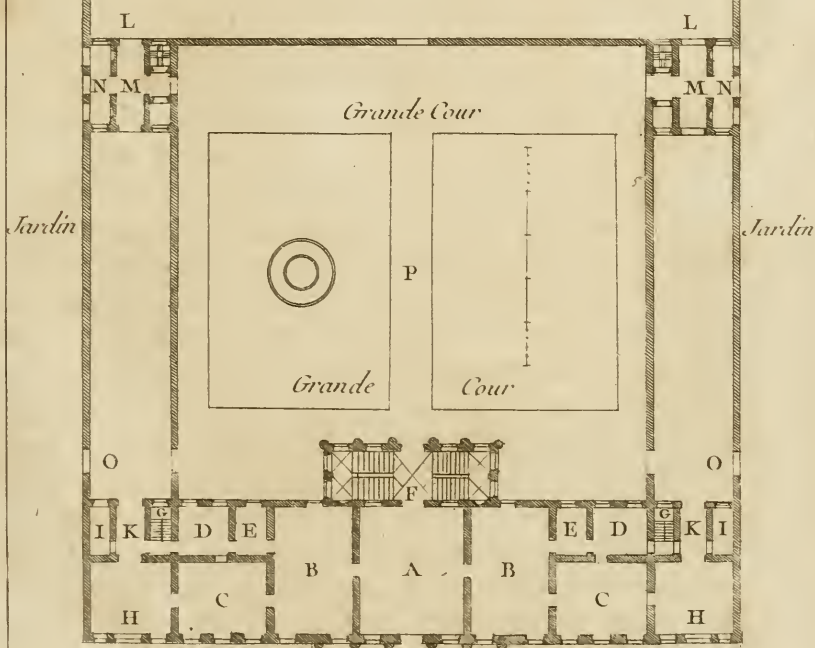 L L
N M M N
Grande Cour
Jardin Jardin
P
Grande Cour
O O
F
I K G D E E D G K I
B A B
C C
H H